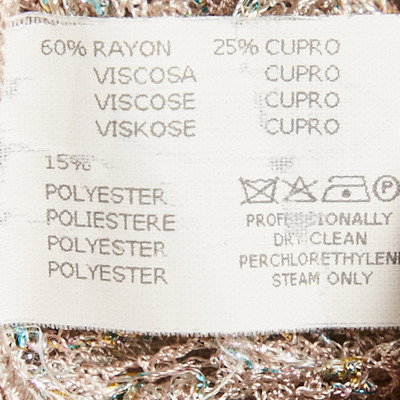 60% RAYON 25% CUPRO
VISCOSA CUPRO
VISCOSE CUPRO
VISKOSE CUPRO
15%
POLYESTER
POLIESTERE
POLYESTER
POLYESTER
P
PROFESSIONALLY
DRY CLEAN
PERCHLORETHYLEN
STEAM ONLY